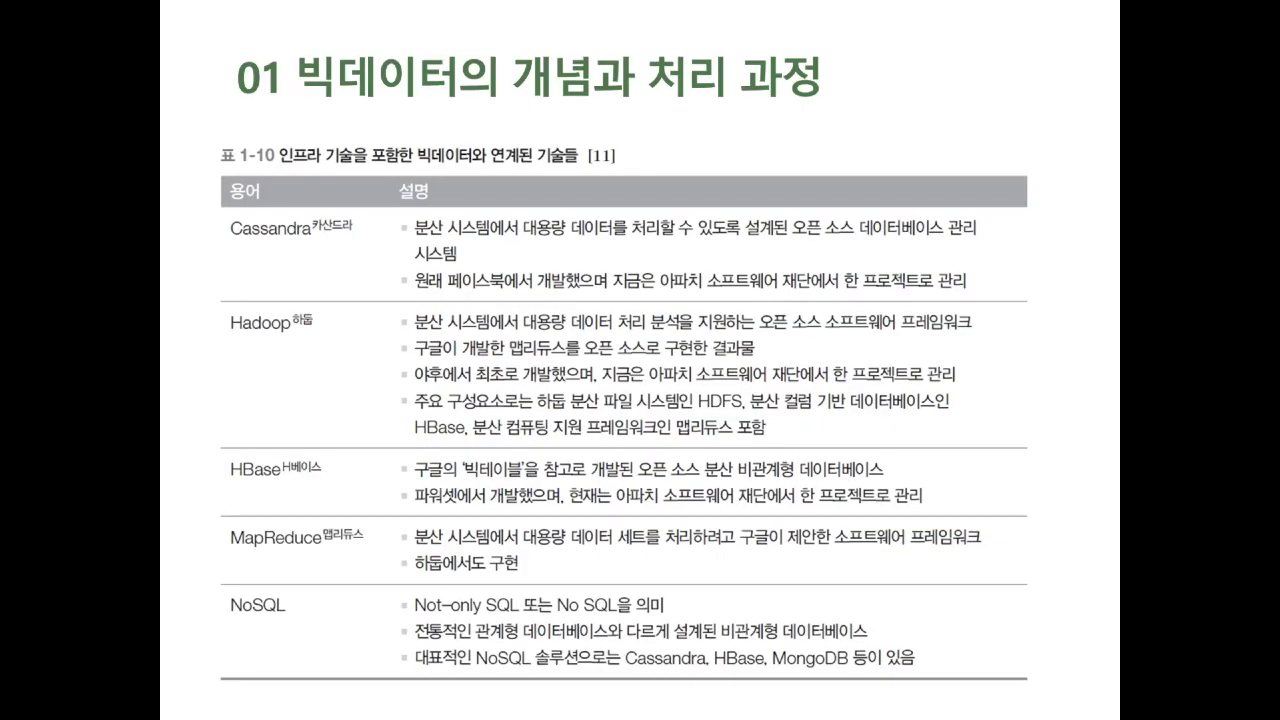 01 빅데이터의 개념과 처리 과정
표 1-10 인프라 기술을 포함한 빅데이터와 연계된 기술들 [11]
용어 설명
Cassandra카산드라 ▪ 분산 시스템에서 대용량 데이터를 처리할 수 있도록 설계된 오픈 소스 데이터베이스 관리
시스템
▪ 원래 페이스북에서 개발했으며 지금은 아파치 소프트웨어 재단에서 한 프로젝트로 관리
Hadoop하둡 ▪ 분산 시스템에서 대용량 데이터 처리 분석을 지원하는 오픈 소스 소프트웨어 프레임워크
▪ 구글이 개발한 맵리듀스를 오픈 소스로 구현한 결과물
▪ 야후에서 최초로 개발했으며, 지금은 아파치 소프트웨어 재단에서 한 프로젝트로 관리
▪ 주요 구성요소로는 하둡 분산 파일 시스템인 HDFS, 분산 컬럼 기반 데이터베이스인
HBase, 분산 컴퓨팅 지원 프레임워크인 맵리듀스 포함
HBaseH베이스 ▪ 구글의 '빅테이블'을 참고로 개발된 오픈 소스 분산 비관계형 데이터베이스
▪ 파워셋에서 개발했으며, 현재는 아파치 소프트웨어 재단에서 한 프로젝트로 관리
MapReduce맵리듀스 ▪ 분산 시스템에서 대용량 데이터 세트를 처리하려고 구글이 제안한 소프트웨어 프레임워크
▪ 하둡에서도 구현
NoSQL ▪ Not-only SQL 또는 No SQL을 의미
▪ 전통적인 관계형 데이터베이스와 다르게 설계된 비관계형 데이터베이스
▪ 대표적인 NoSQL 솔루션으로는 Cassandra, HBase, MongoDB 등이 있음